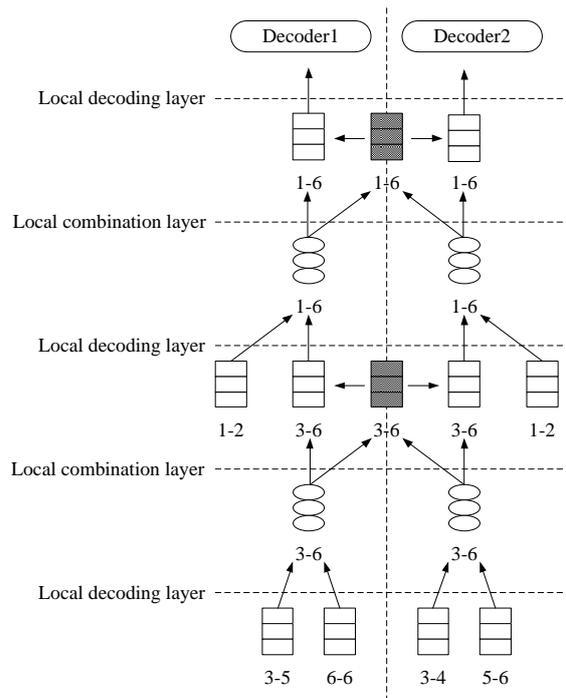 Decoder1 Decoder2
Local decoding layer
1-6 1-6 1-6
Local combination layer
1-6 1-6
Local decoding layer
1-2 3-6 3-6 3-6 1-2
Local combination layer
3-6 3-6
Local decoding layer
3-5 6-6 3-4 5-6